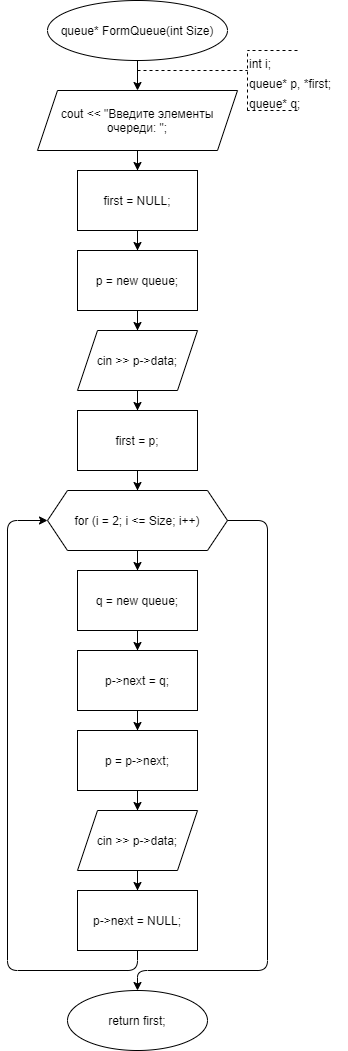 queue* FormQueue(int Size)
int i;
queue* p, *first;
queue* q;
cout << "Введите элементы
очереди: ";
first = NULL;
p = new queue;
cin >> p->data;
first = p;
for (i = 2; i <= Size; i++)
q = new queue;
p->next = q;
p = p->next;
cin >> p->data;
p->next = NULL;
return first;